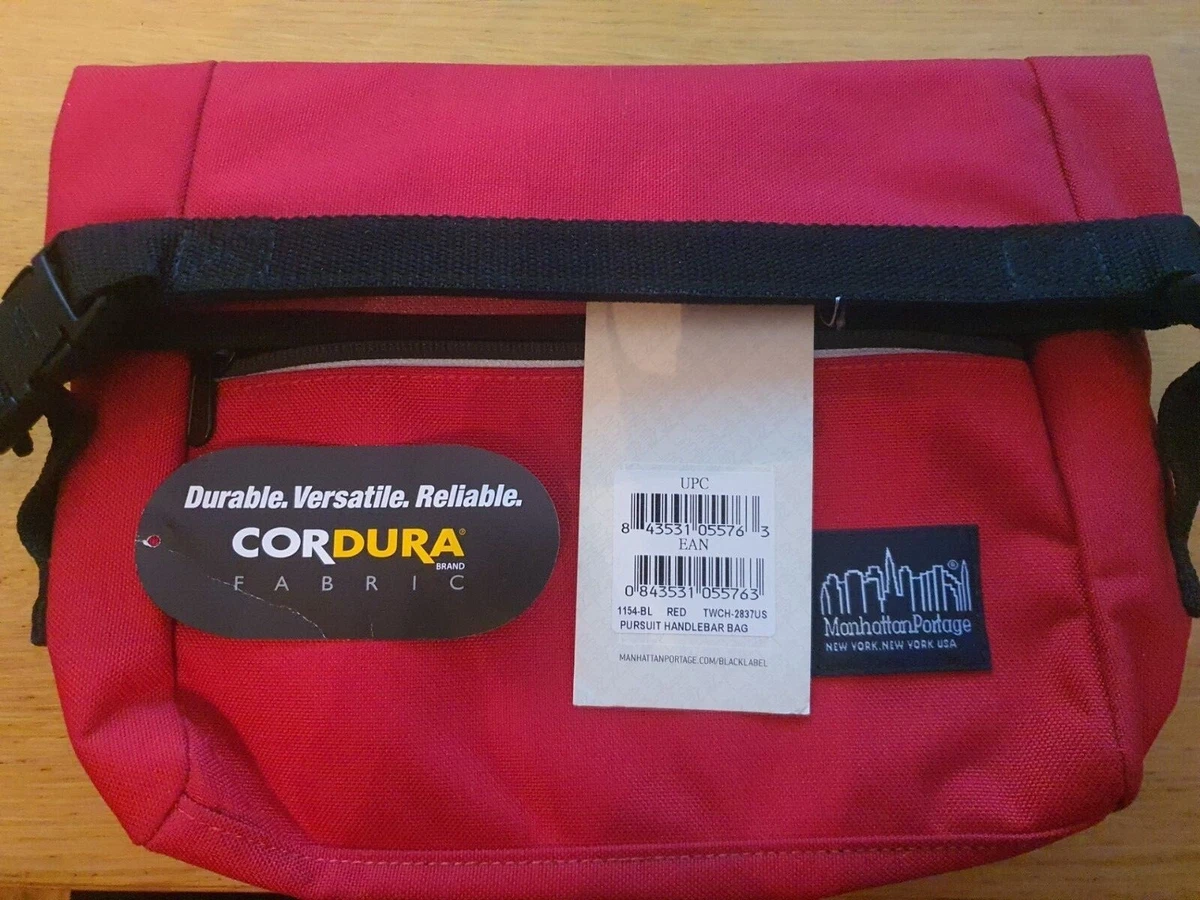 Durable. Versatile. Reliable.
CORDURA®
BRAND
FABRIC
UPC
8 43531 05576 3
EAN
0 843531 055763
1154-BL RED TWCH-2837US
PURSUIT HANDLEBAR BAG
MANHATTANPORTAGE.COM/BLACKLABEL
®
ManhattanPortage
NEW YORK.NEW YORK USA